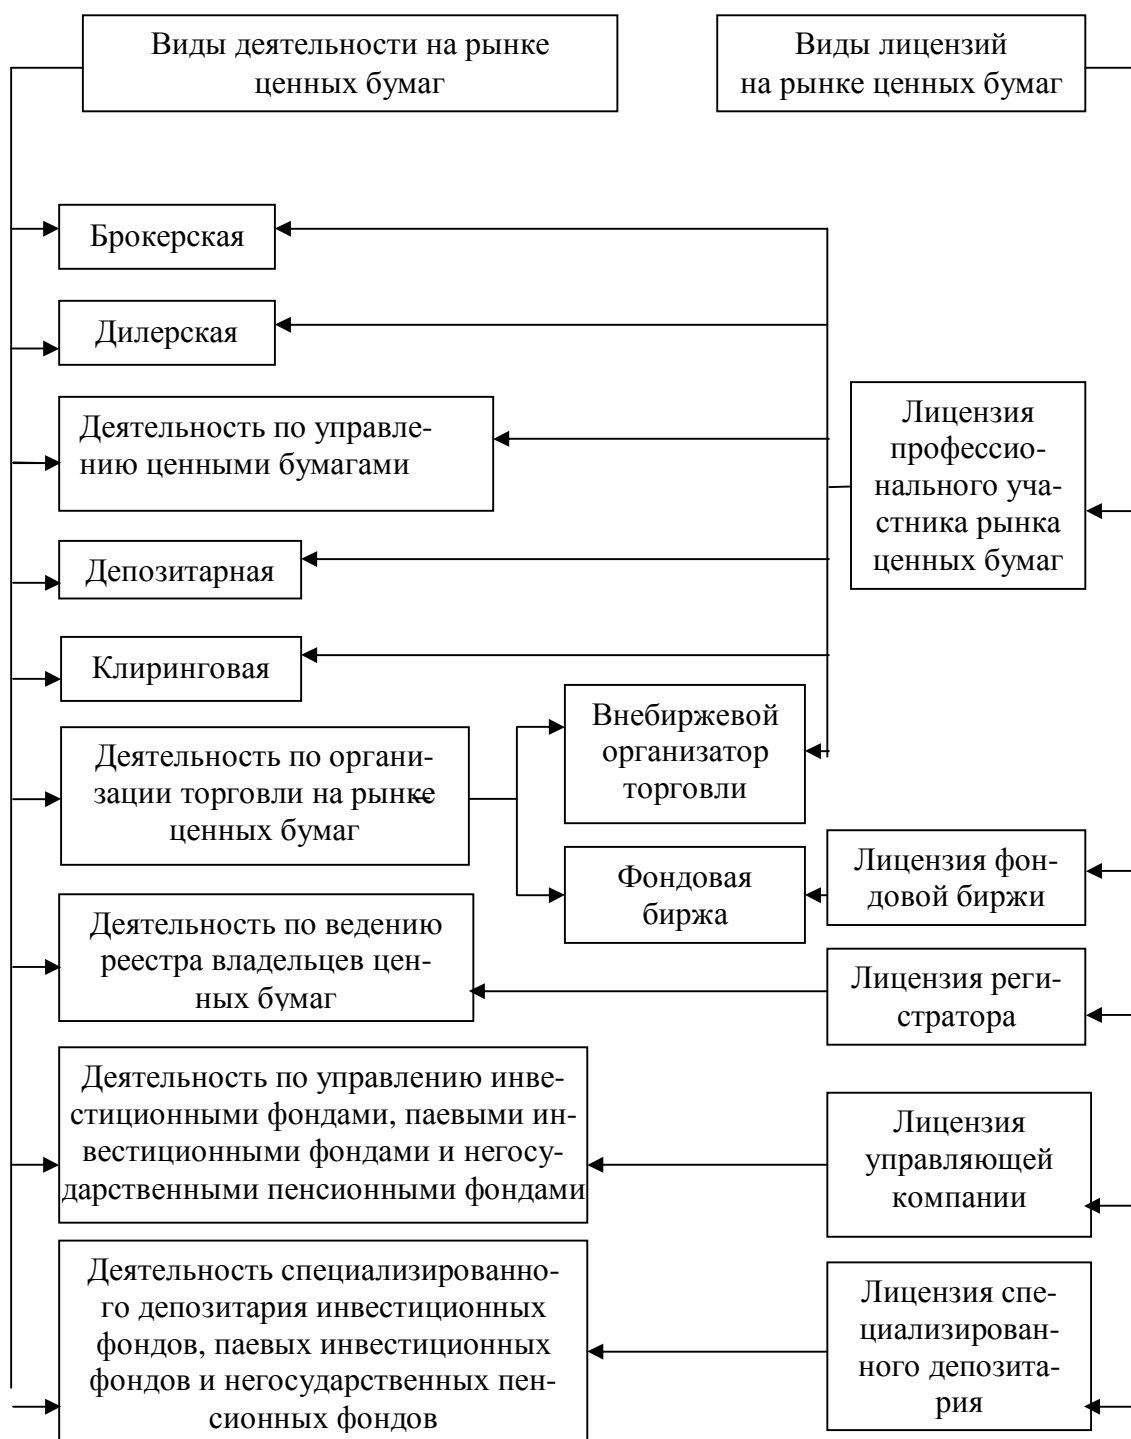 Виды деятельности на рынке
ценных бумаг
Виды лицензий
на рынке ценных бумаг
Брокерская
Дилерская
Деятельность по управле-
нию ценными бумагами
Лицензия
профессио-
нального уча-
стника рынка
ценных бумаг
Депозитарная
Клиринговая
Деятельность по органи-
зации торговли на рынке
ценных бумаг
Внебиржевой
организатор
торговли
Фондовая
биржа
Лицензия фон-
довой биржи
Деятельность по ведению
реестра владельцев цен-
ных бумаг
Лицензия реги-
стратора
Деятельность по управлению инве-
стиционными фондами, паевыми ин-
вестиционными фондами и негосу-
дарственными пенсионными фондами
Лицензия
управляющей
компании
Деятельность специализированно-
го депозитария инвестиционных
фондов, паевых инвестиционных
фондов и негосударственных пен-
сионных фондов
Лицензия спе-
циализирован-
ного депозита-
рия